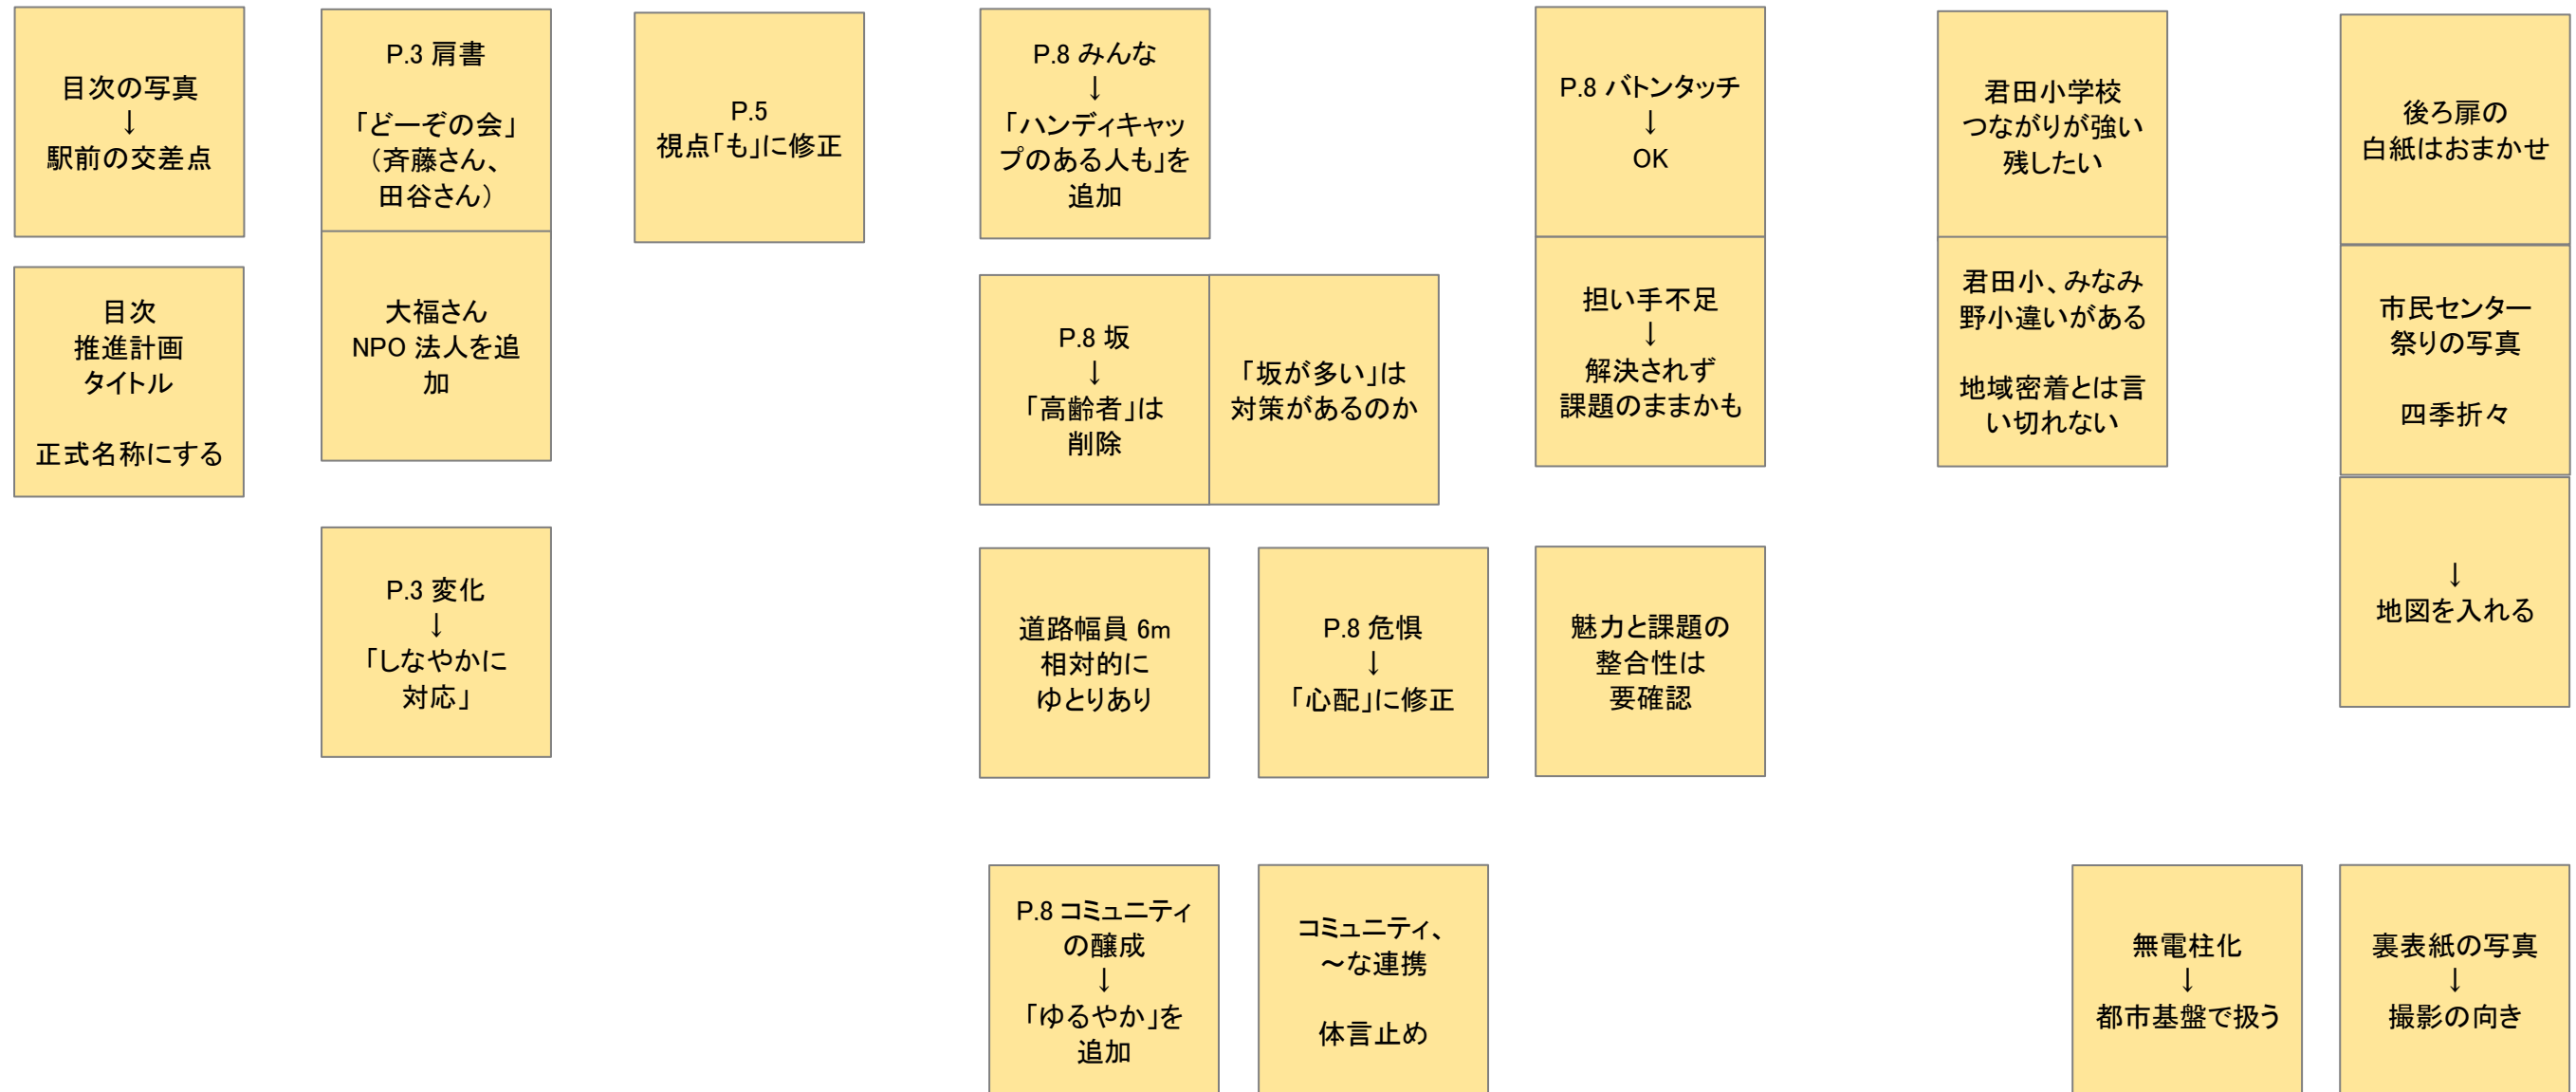 目次の写真
↓
駅前の交差点
目次
推進計画
タイトル
正式名称にする
P.3 肩書
「どーぞの会」
（斉藤さん、
田谷さん）
大福さん
NPO 法人を追
加
P.3 変化
↓
「しなやかに
対応」
P.5
視点「も」に修正
P.8 みんな
↓
「ハンディキャッ
プのある人も」を
追加
P.8 坂
↓
「高齢者」は
削除
「坂が多い」は
対策があるのか
道路幅員 6m
相対的に
ゆとりあり
P.8 危惧
↓
「心配」に修正
P.8 コミュニティ
の醸成
↓
「ゆるやか」を
追加
コミュニティ、
～な連携
体言止め
P.8 バトンタッチ
↓
OK
担い手不足
↓
解決されず
課題のままかも
魅力と課題の
整合性は
要確認
君田小学校
つながりが強い
残したい
君田小、みなみ
野小違いがある
地域密着とは言
い切れない
無電柱化
↓
都市基盤で扱う
後ろ扉の
白紙はおまかせ
市民センター
祭りの写真
四季折々
↓
地図を入れる
裏表紙の写真
↓
撮影の向き